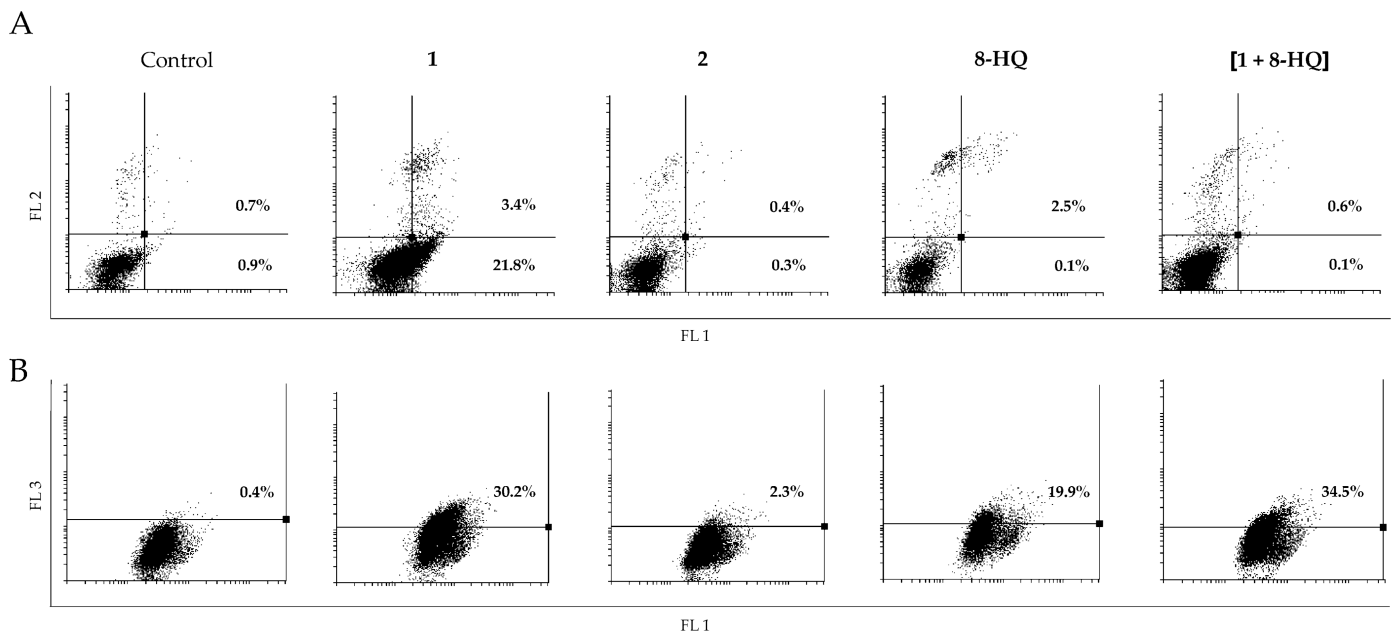 A
Control 1 2 8-HQ [1 + 8-HQ]
FL 2
0.7% 3.4% 0.4% 2.5% 0.6%
0.9% 21.8% 0.3% 0.1% 0.1%
FL 1
B
FL 3
0.4% 30.2% 2.3% 19.9% 34.5%
FL 1